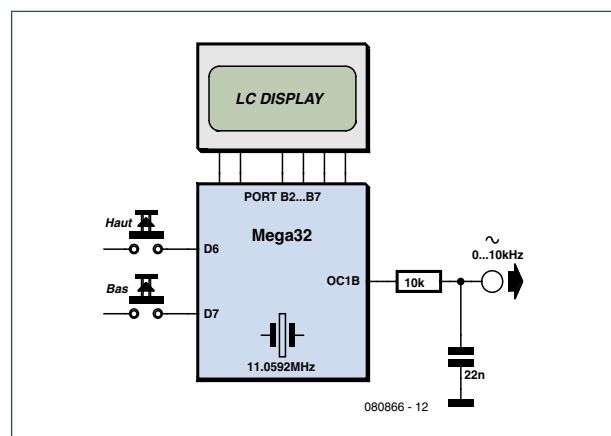 LC DISPLAY
PORT B2...B7
Mega32
Haut
D6
Bas
D7
OC1B
10k
~
0...10kHz
11.0592MHz
22n
080866 - 12